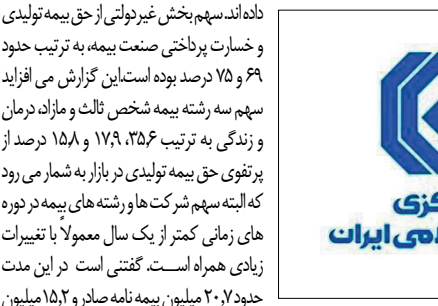 داده‌اند. سهم بخش غیر دولتی از حق بیمه تولیدی
و خسارت پرداختی صنعت بیمه، به ترتیب حدود
۶۹ و ۷۵ درصد بوده است.این گزارش می افزاید
سهم سه رشته بیمه شخص ثالث و مازاد، درمان
و زندگی به ترتیب ۳۵,۶، ۱۷,۹ و ۱۵,۸ درصد از
پرتفوی حق بیمه تولیدی در بازار به شمار می رود
که البته سهم شرکت ها و رشته های بیمه در دوره
های زمانی کمتر از یک سال معمولاً با تغییرات
زیادی همراه است. گفتنی است در این مدت
حدود ۲۰,۷ میلیون بیمه نامه صادر و ۱۵,۲ میلیون
کزی
می ایران